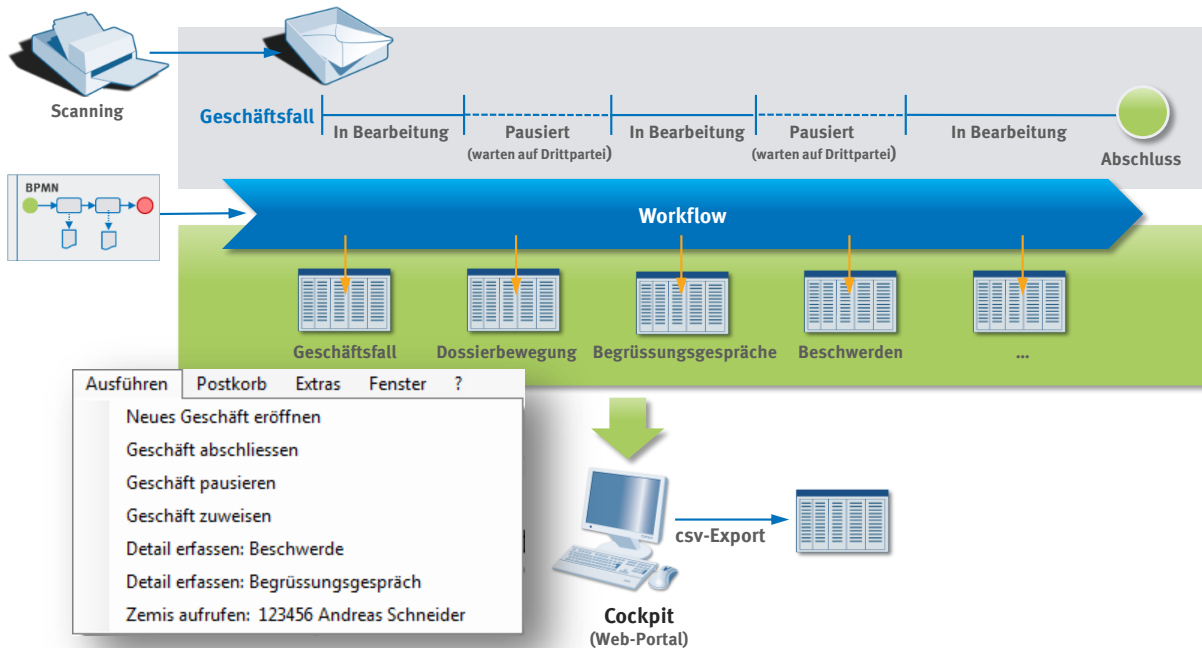 Scanning
Geschäftsfall
In Bearbeitung
Pausiert
(warten auf Drittpartei)
In Bearbeitung
Pausiert
(warten auf Drittpartei)
In Bearbeitung
Abschluss
BPMN
Workflow
Geschäftsfall
Dossierbewegung
Begrüssungsgespräche
Beschwerden
...
Ausführen Postkorb Extras Fenster ?
Neues Geschäft eröffnen
Geschäft abschliessen
Geschäft pausieren
Geschäft zuweisen
Detail erfassen: Beschwerde
Detail erfassen: Begrüssungsgespräch
Zemis aufrufen: 123456 Andreas Schneider
csv-Export
Cockpit
(Web-Portal)